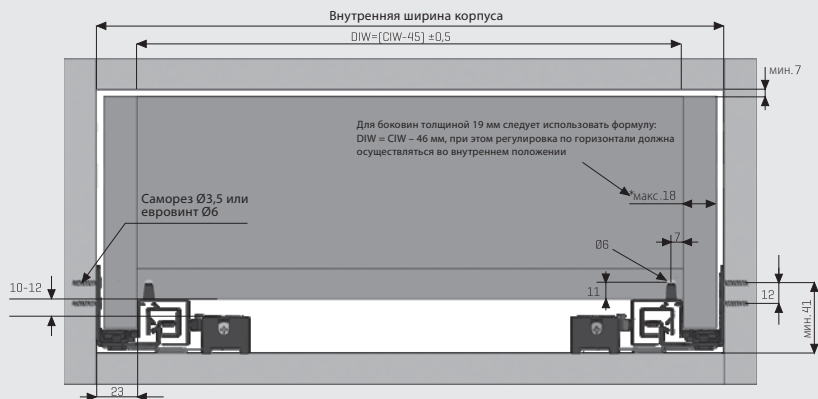 Внутренняя ширина корпуса
DIW=(CIW-45) ±0,5
мин.7
Для боковин толщиной 19 мм следует использовать формулу:
DIW = CIW – 46 мм, при этом регулировка по горизонтали должна
осуществляться во внутреннем положении
*макс.18
Саморез Ø3,5 или
евровинт Ø6
7
Ø6
10-12
11
12
мин.41
23